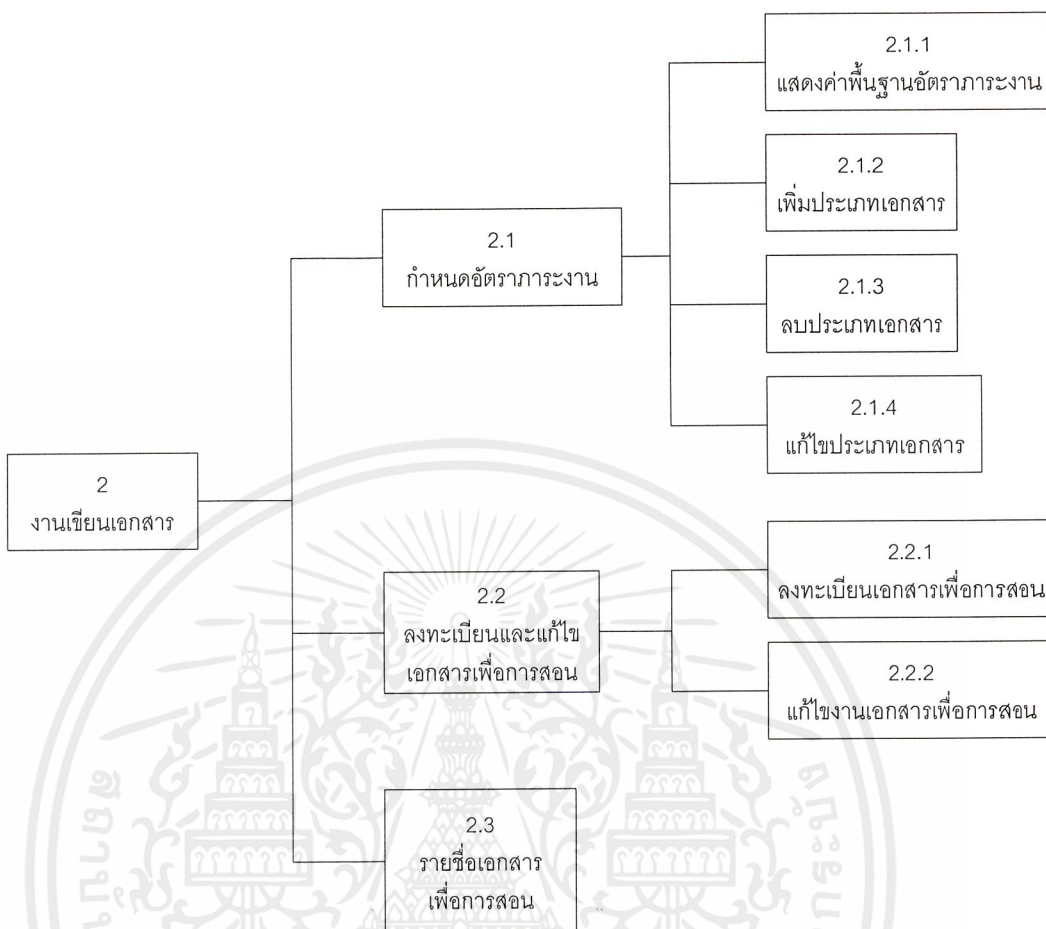 2.1.1
แสดงค่าพื้นฐานอัตราภาระงาน
2.1.2
เพิ่มประเภทเอกสาร
2.1
กำหนดอัตราภาระงาน
2.1.3
ลบประเภทเอกสาร
2.1.4
แก้ไขประเภทเอกสาร
2
งานเขียนเอกสาร
2.2.1
ลงทะเบียนเอกสารเพื่อการสอน
2.2
ลงทะเบียนและแก้ไข
เอกสารเพื่อการสอน
2.2.2
แก้ไขงานเอกสารเพื่อการสอน
2.3
รายชื่อเอกสาร
เพื่อการสอน